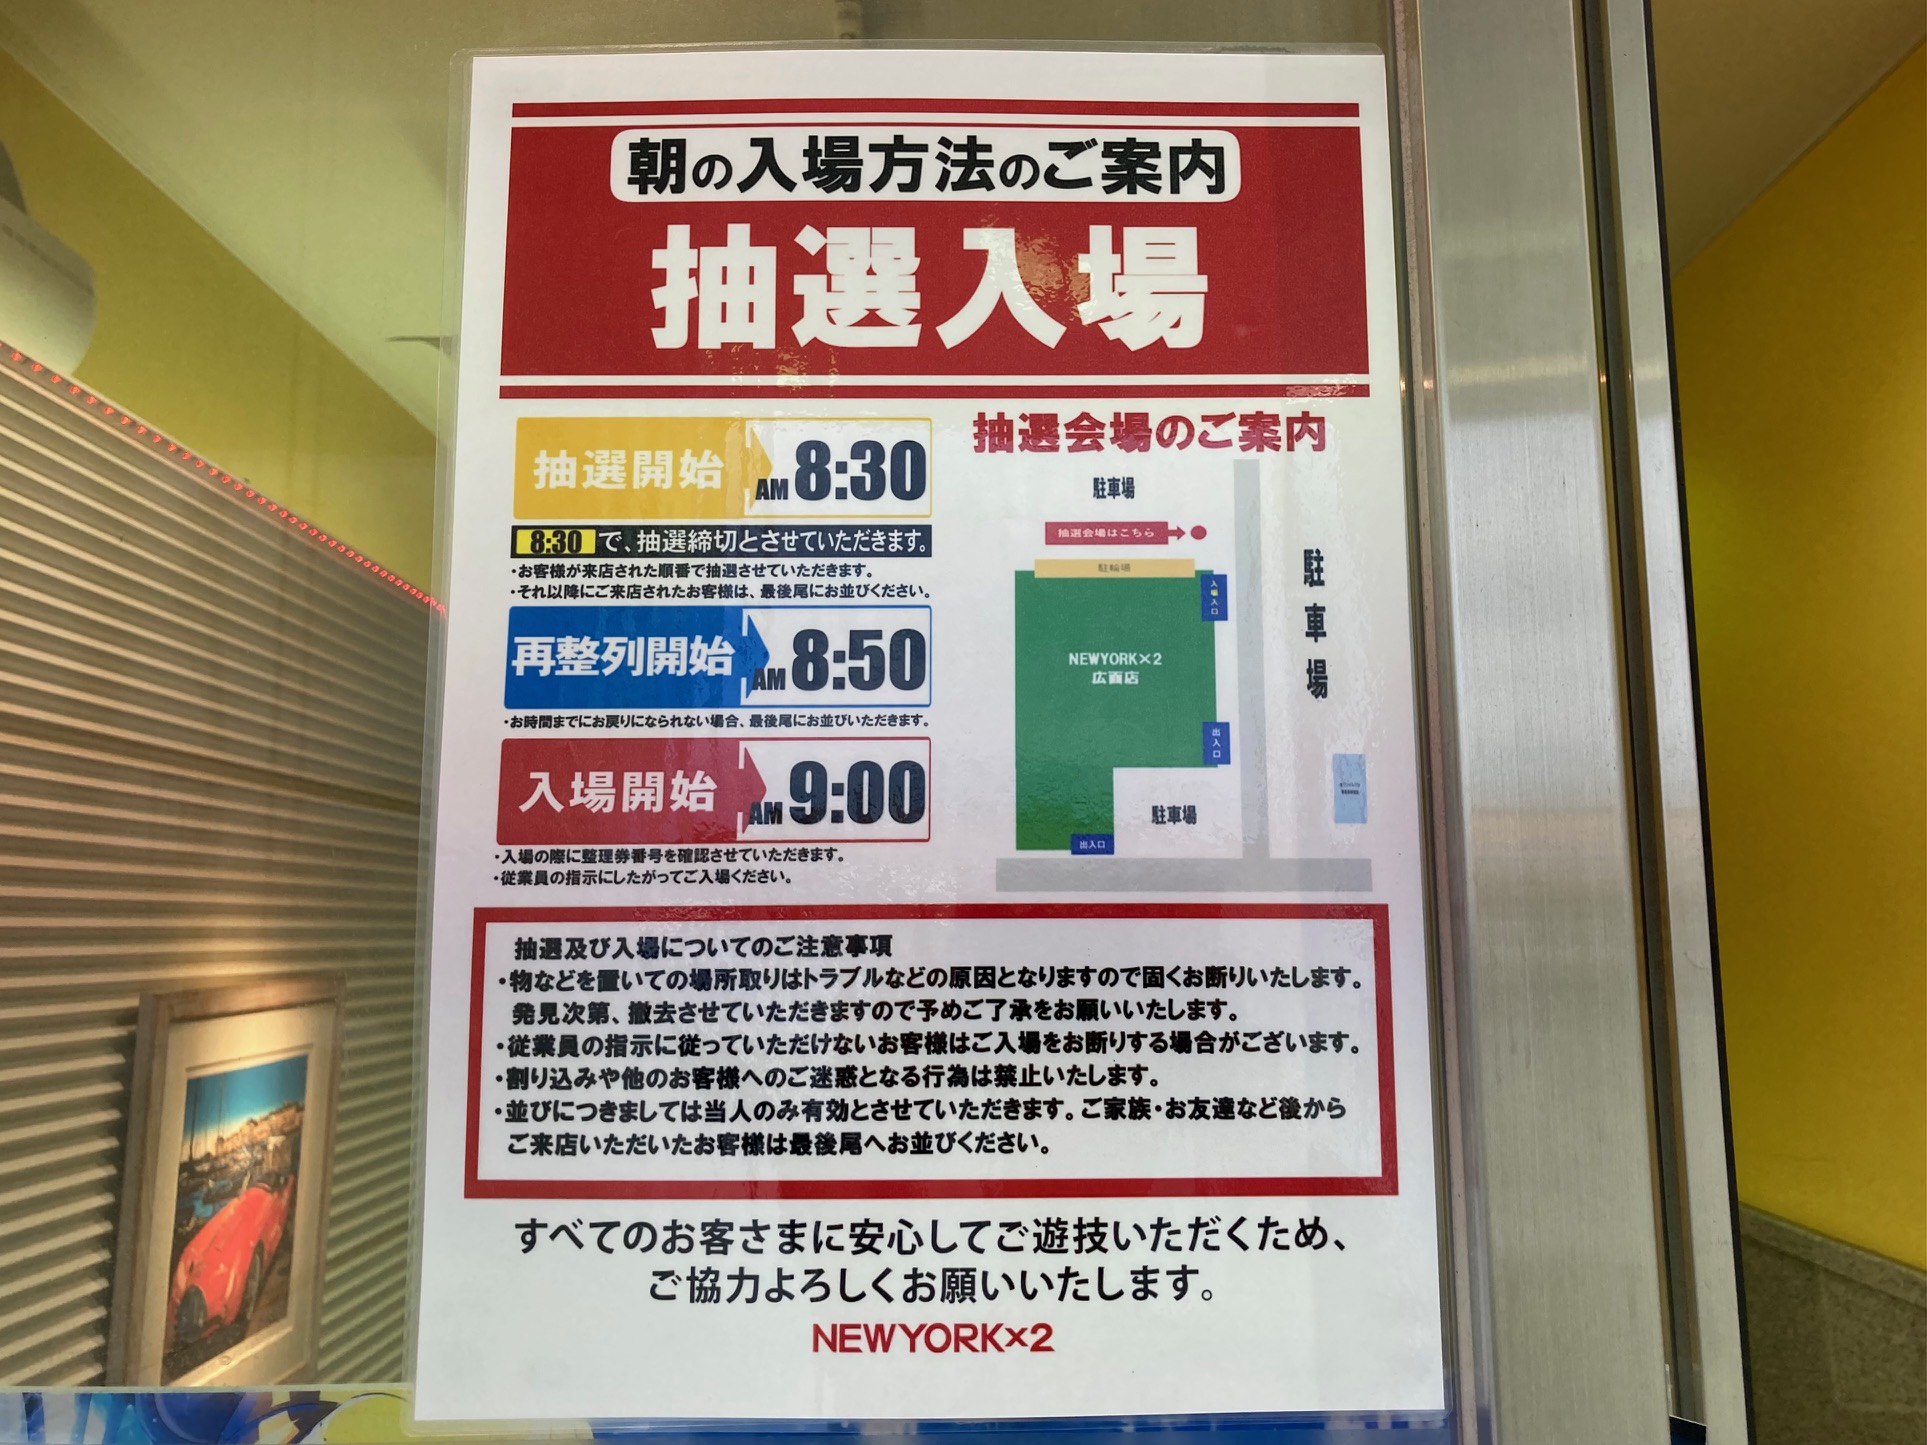 朝の入場方法のご案内
抽選入場
抽選開始 AM 8:30
8:30 で、抽選締切とさせていただきます。
・お客様が来店された順番で抽選させていただきます。
・それ以降にご来店されたお客様は、最後尾にお並びください。
再整列開始 AM 8:50
・お時間までにお戻りになられない場合、最後尾にお並びいただきます。
入場開始 AM 9:00
・入場の際に整理券番号を確認させていただきます。
・従業員の指示にしたがってご入場ください。
抽選会場のご案内
駐車場
抽選会場はこちら
駐輪場
入場入口
駐車場
NEWYORK×2
広面店
出入口
駐車場
出入口
抽選及び入場についてのご注意事項
・物などを置いての場所取りはトラブルなどの原因となりますので固くお断りいたします。
発見次第、撤去させていただきますので予めご了承をお願いいたします。
・従業員の指示に従っていただけないお客様はご入場をお断りする場合がございます。
・割り込みや他のお客様へのご迷惑となる行為は禁止いたします。
・並びにつきましては当人のみ有効とさせていただきます。ご家族・お友達など後から
ご来店いただいたお客様は最後尾へお並びください。
すべてのお客さまに安心してご遊技いただくため、
ご協力よろしくお願いいたします。
NEWYORK×2